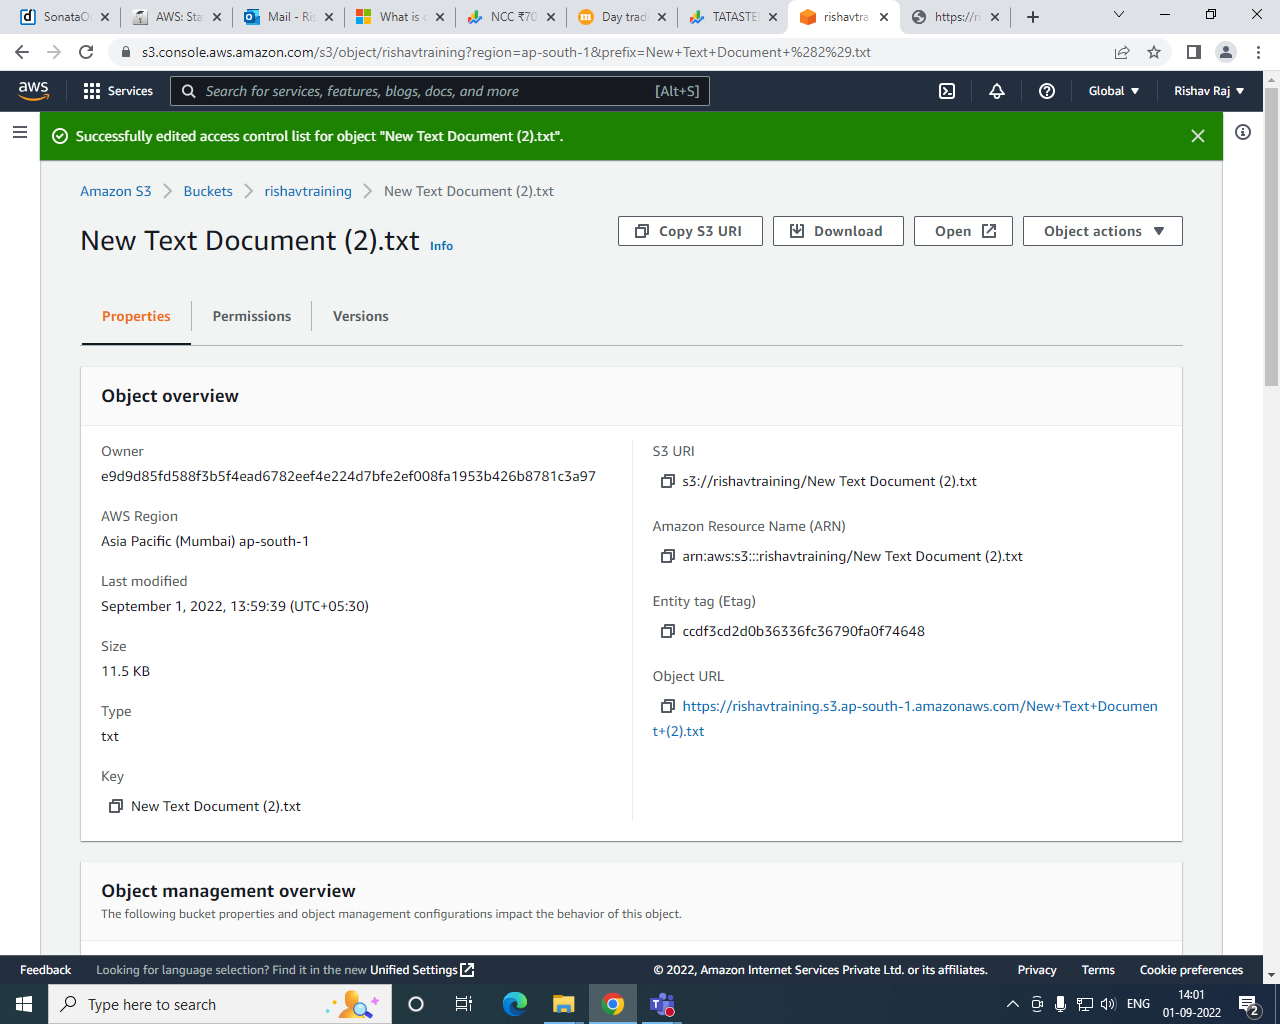 SonataO
AWS: Sta
Mail - Ris
What is c
NCC ₹70
Day tradi
TATASTEE
rishavtra
https://ri
s3.console.aws.amazon.com/s3/object/rishavtraining?region=ap-south-1&prefix=New+Text+Document+%282%29.txt
aws
Services
Search for services, features, blogs, docs, and more
[Alt+S]
Global
Rishav Raj
Successfully edited access control list for object "New Text Document (2).txt".
Amazon S3
Buckets
rishavtraining
New Text Document (2).txt
New Text Document (2).txt Info
Copy S3 URI
Download
Open
Object actions
Properties
Permissions
Versions
Object overview
Owner
e9d9d85fd588f3b5f4ead6782eef4e224d7bfe2ef008fa1953b426b8781c3a97
AWS Region
Asia Pacific (Mumbai) ap-south-1
Last modified
September 1, 2022, 13:59:39 (UTC+05:30)
Size
11.5 KB
Type
txt
Key
New Text Document (2).txt
S3 URI
s3://rishavtraining/New Text Document (2).txt
Amazon Resource Name (ARN)
arn:aws:s3:::rishavtraining/New Text Document (2).txt
Entity tag (Etag)
ccdf3cd2d0b36336fc36790fa0f74648
Object URL
https://rishavtraining.s3.ap-south-1.amazonaws.com/New+Text+Documen
t+(2).txt
Object management overview
The following bucket properties and object management configurations impact the behavior of this object.
Feedback
Looking for language selection? Find it in the new Unified Settings
© 2022, Amazon Internet Services Private Ltd. or its affiliates.
Privacy
Terms
Cookie preferences
Type here to search
ENG
14:01
01-09-2022
2